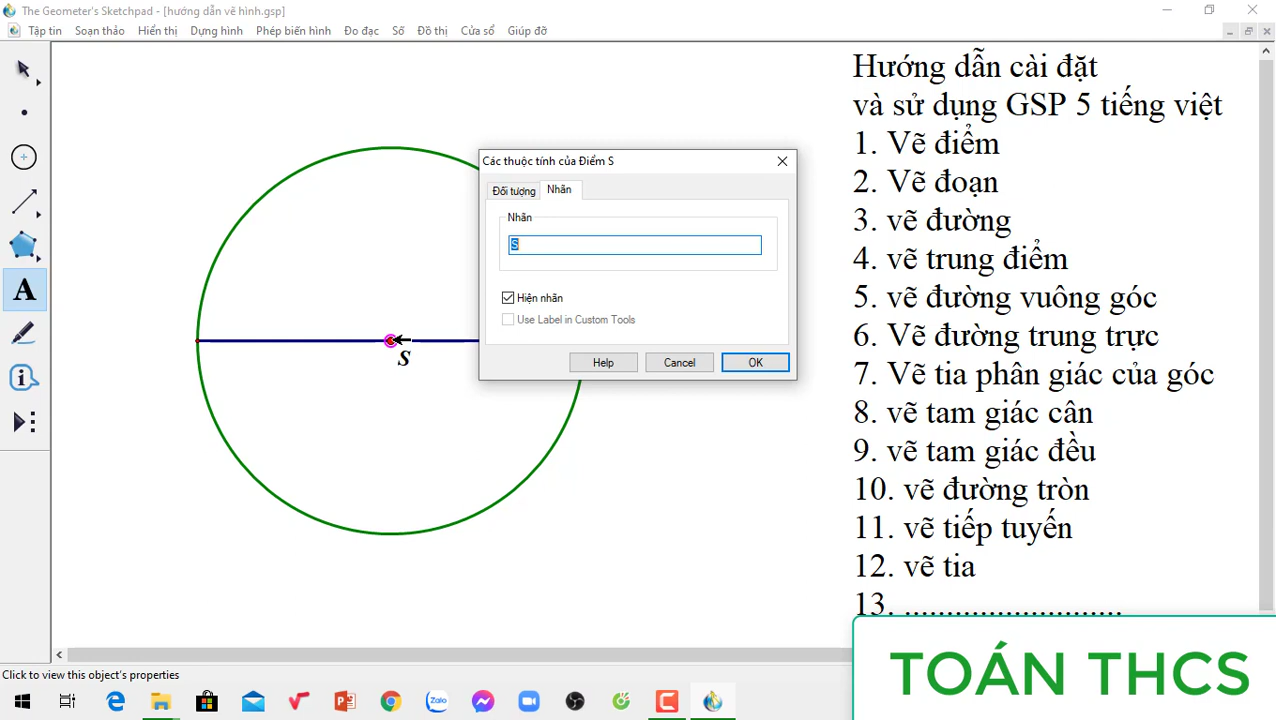 The Geometer's Sketchpad - [hướng dẫn vẽ hình.gsp]
Tập tin Soạn thảo Hiển thị Dựng hình Phép biến hình Đo đạc Số Đồ thị Cửa sổ Giúp đỡ
Hướng dẫn cài đặt
và sử dụng GSP 5 tiếng việt
1. Vẽ điểm
2. Vẽ đoạn
3. vẽ đường
4. vẽ trung điểm
5. vẽ đường vuông góc
6. Vẽ đường trung trực
7. Vẽ tia phân giác của góc
8. vẽ tam giác cân
9. vẽ tam giác đều
10. vẽ đường tròn
11. vẽ tiếp tuyến
12. vẽ tia
13. ..........................
Các thuộc tính của Điểm S
Đối tượng Nhãn
Nhãn
S
Hiện nhãn
Use Label in Custom Tools
Help Cancel OK
S
A
TOÁN THCS
Click to view this object's properties
Zalo